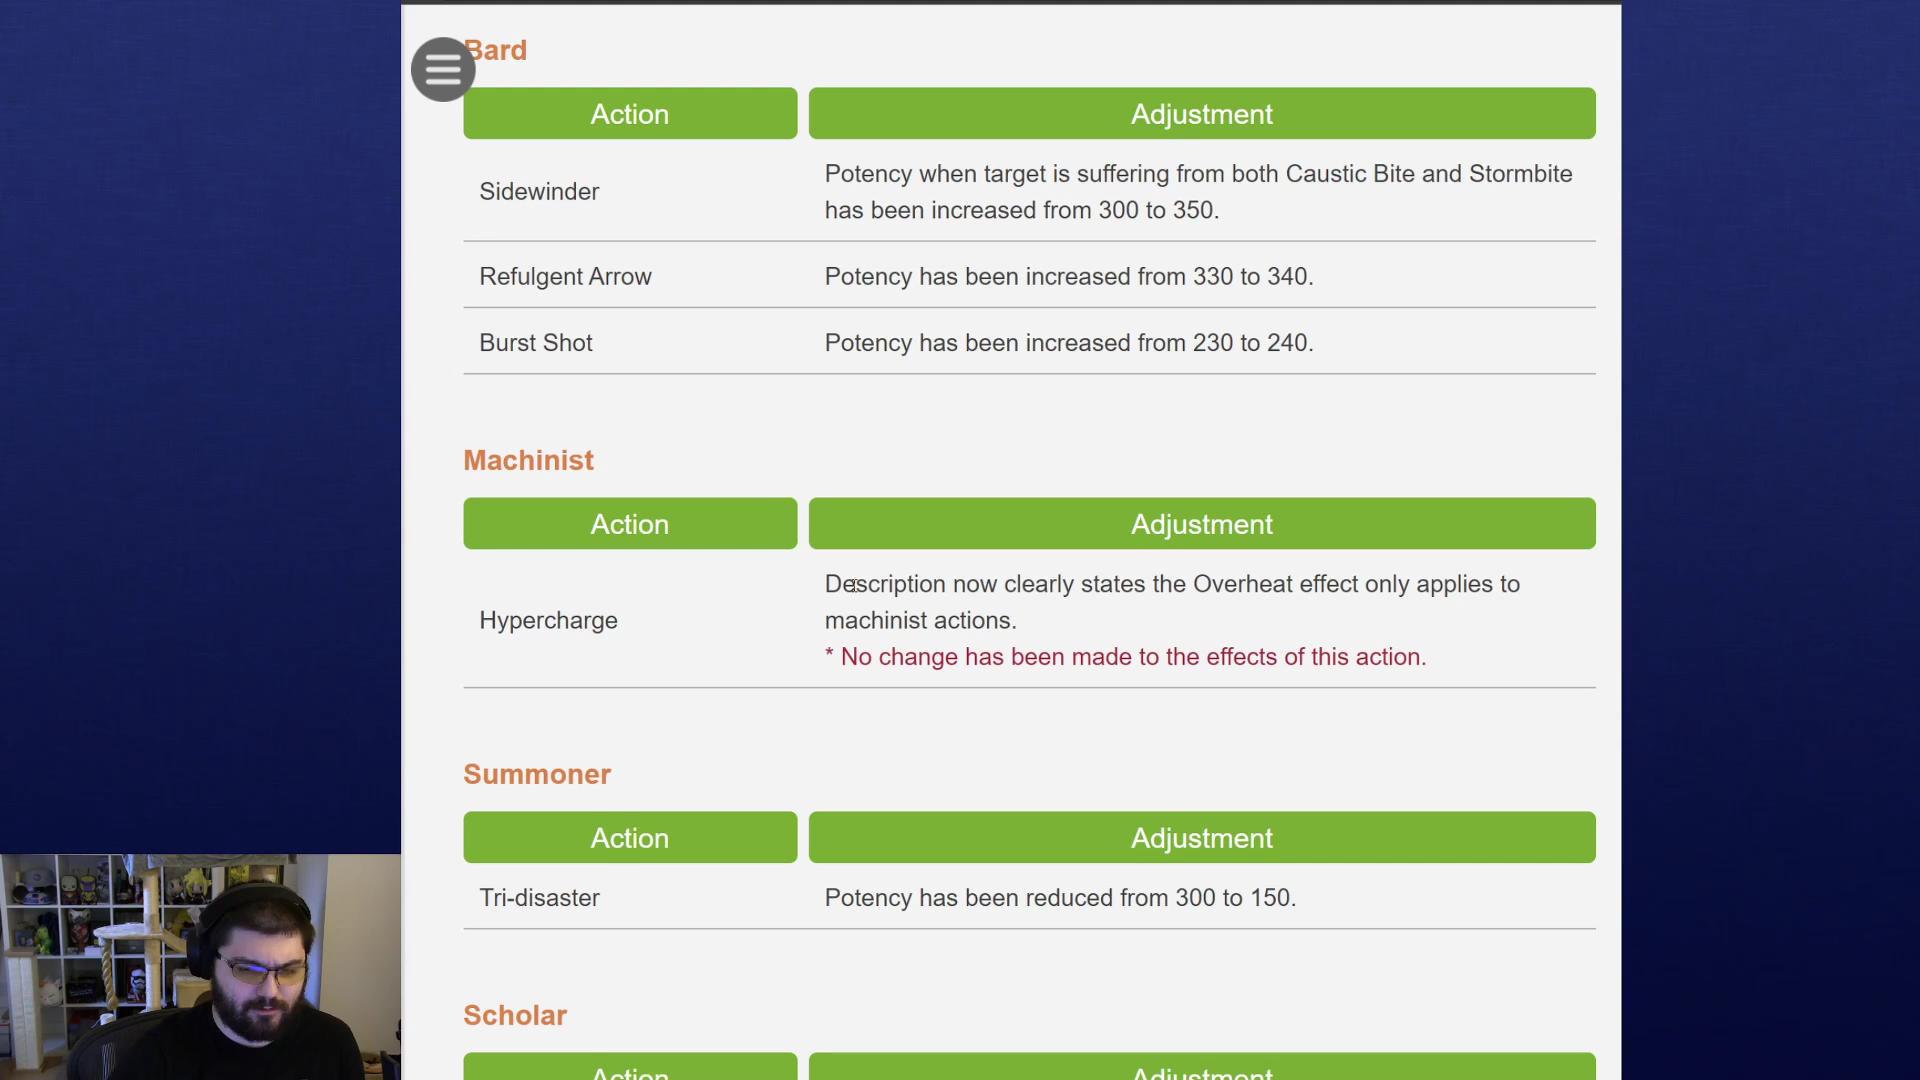 Bard
Action Adjustment
Sidewinder
Potency when target is suffering from both Caustic Bite and Stormbite
has been increased from 300 to 350.
Refulgent Arrow Potency has been increased from 330 to 340.
Burst Shot Potency has been increased from 230 to 240.
Machinist
Action Adjustment
Hypercharge
Description now clearly states the Overheat effect only applies to
machinist actions.
* No change has been made to the effects of this action.
Summoner
Action Adjustment
Tri-disaster Potency has been reduced from 300 to 150.
Scholar
Action Adjustment